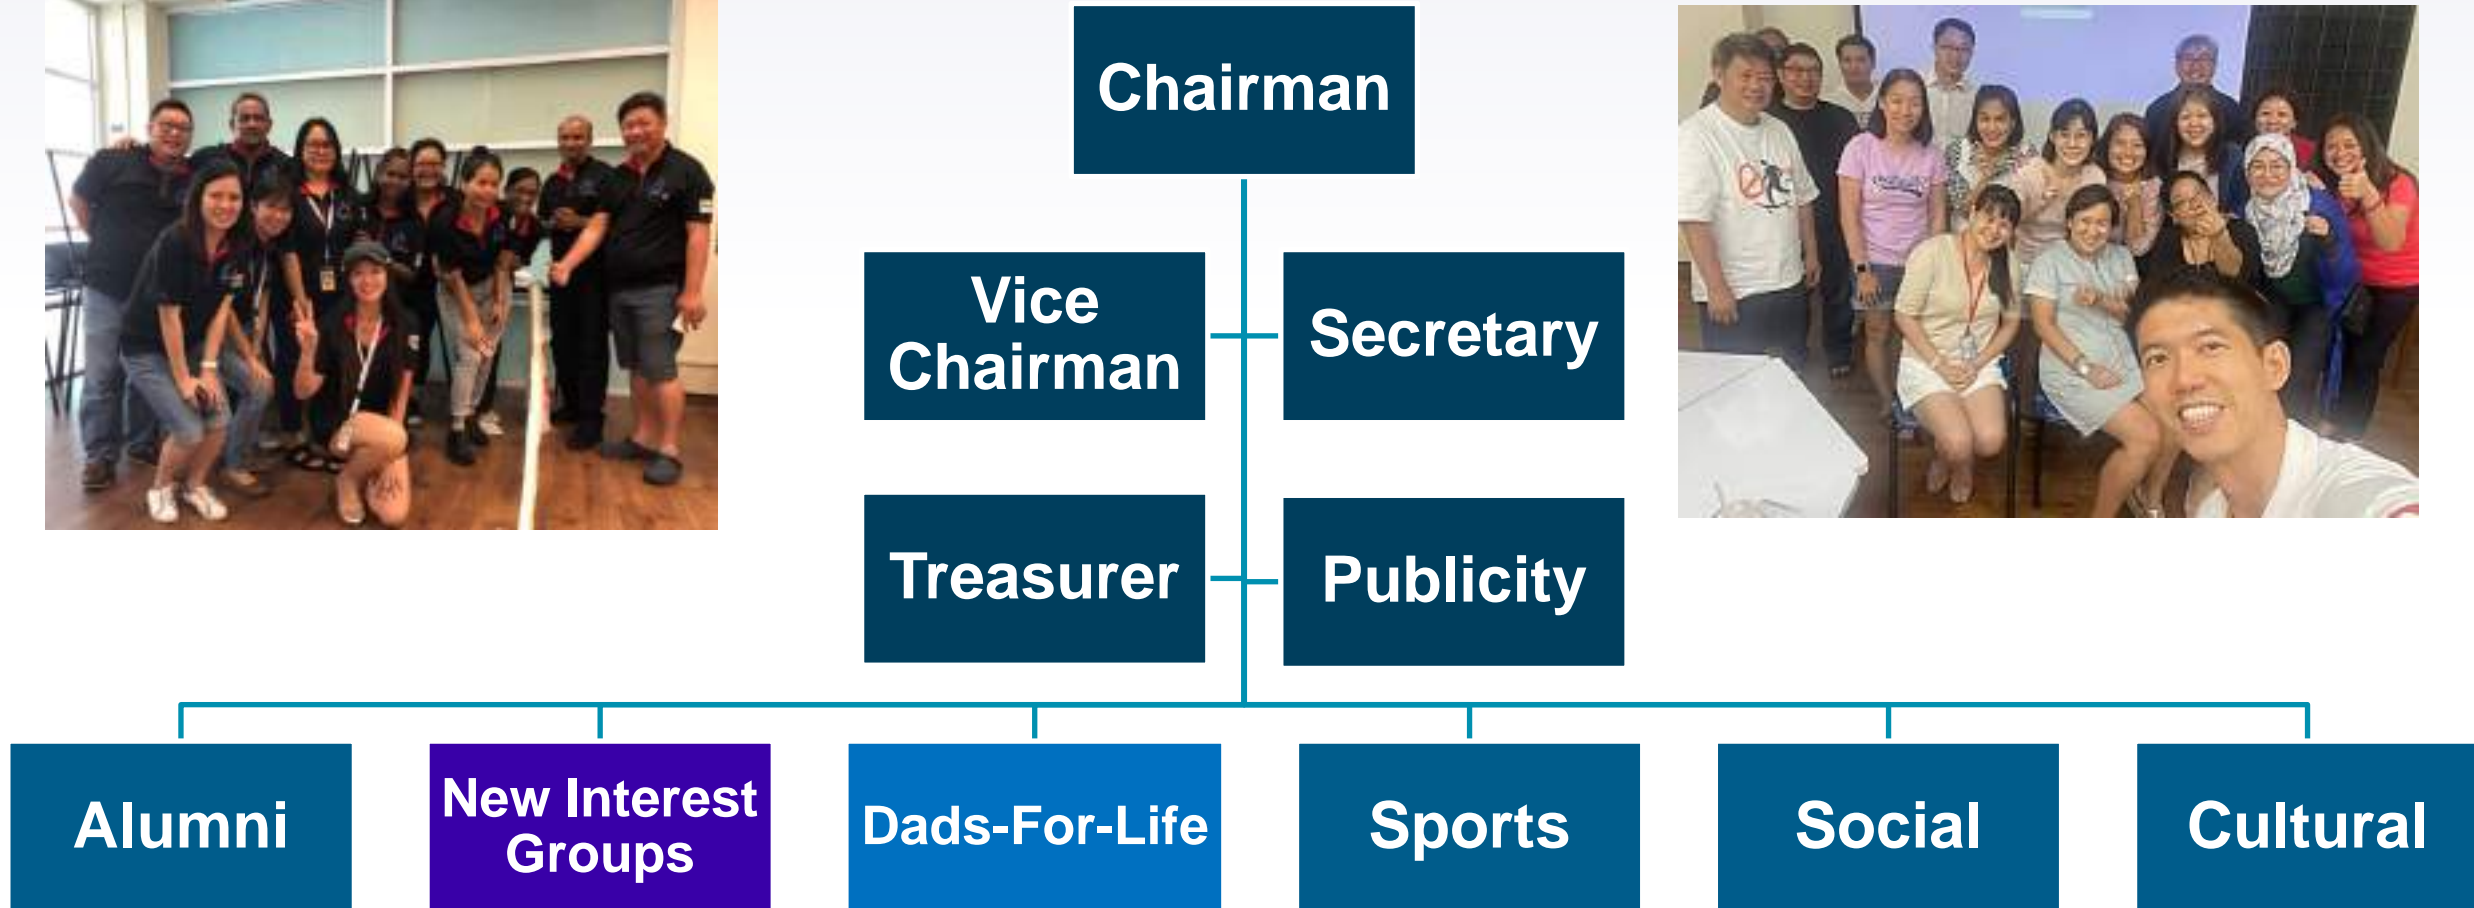 Chairman
Vice
Chairman
Secretary
Treasurer
Publicity
Alumni
New Interest
Groups
Dads-For-Life
Sports
Social
Cultural